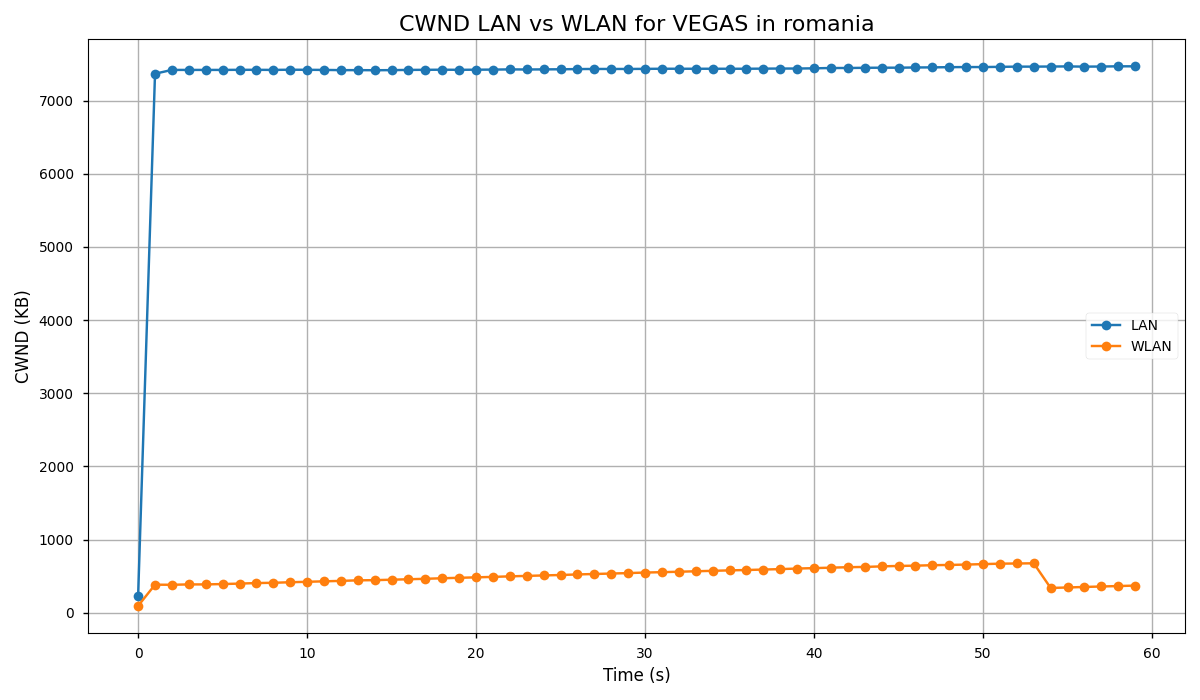 CWND LAN vs WLAN for VEGAS in romania
CWND (KB)
7000
6000
5000
4000
3000
2000
1000
0
LAN
WLAN
0 10 20 30 40 50 60
Time (s)